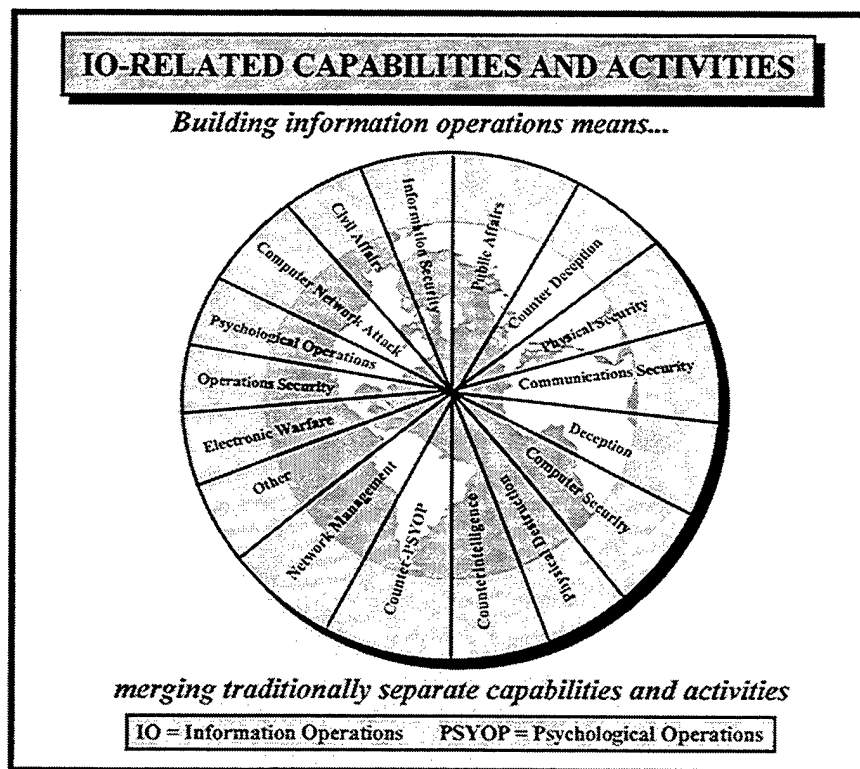 IO-RELATED CAPABILITIES AND ACTIVITIES
Building information operations means...
Information Security
Public Affairs
Counter Deception
Physical Security
Communications Security
Deception
Computer Security
Physical Destruction
Counterintelligence
Counter-PSYOP
Network Management
Other
Electronic Warfare
Operations Security
Psychological Operations
Computer Network Attack
Civil Affairs
merging traditionally separate capabilities and activities
IO = Information Operations PSYOP = Psychological Operations